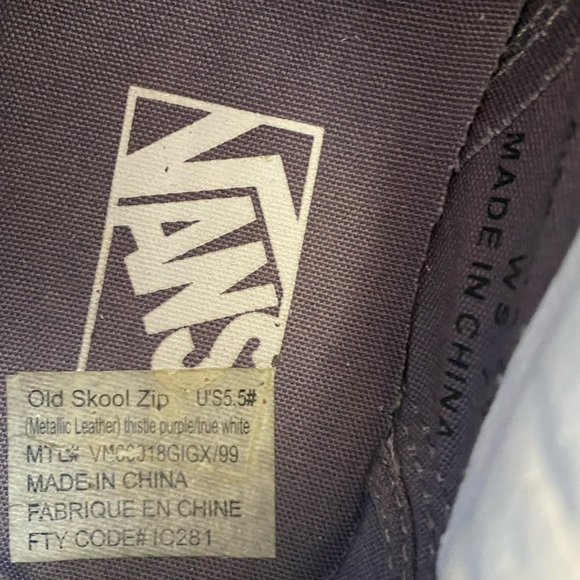 VANS
Old Skool Zip U'S5.5#
(Metallic Leather) thistle purple/true white
MADE IN CHINA
FABRIQUE EN CHINE
FTY CODE# IC281
MADE IN CHINA